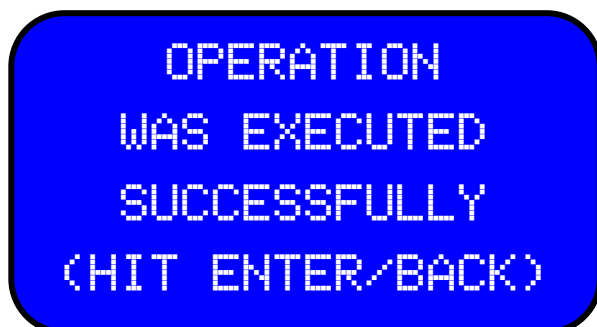 OPERATION
WAS EXECUTED
SUCCESSFULLY
(HIT ENTER/BACK)